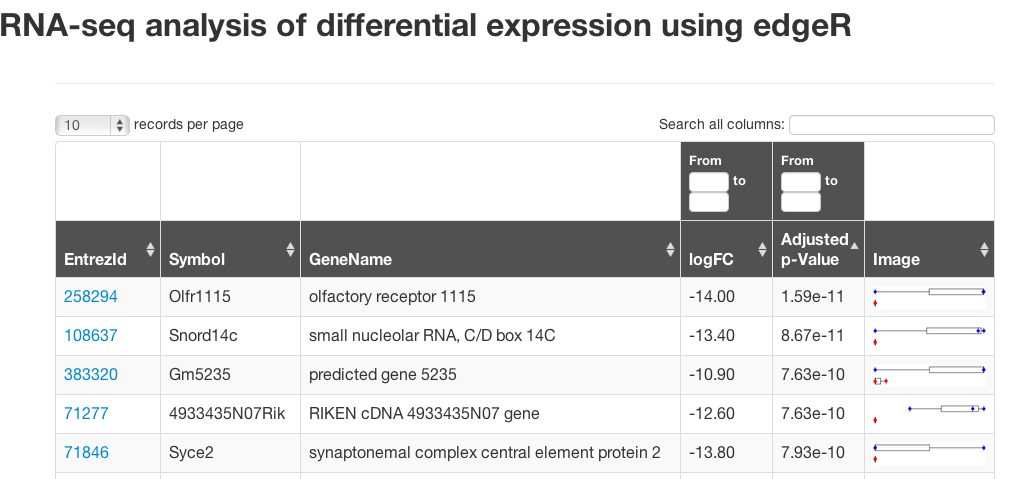 RNA-seq analysis of differential expression using edgeR
10 records per page
Search all columns:
From to
From to
EntrezId Symbol GeneName logFC Adjusted p-Value Image
258294 Olfr1115 olfactory receptor 1115 -14.00 1.59e-11
108637 Snord14c small nucleolar RNA, C/D box 14C -13.40 8.67e-11
383320 Gm5235 predicted gene 5235 -10.90 7.63e-10
71277 4933435N07Rik RIKEN cDNA 4933435N07 gene -12.60 7.63e-10
71846 Syce2 synaptonemal complex central element protein 2 -13.80 7.93e-10